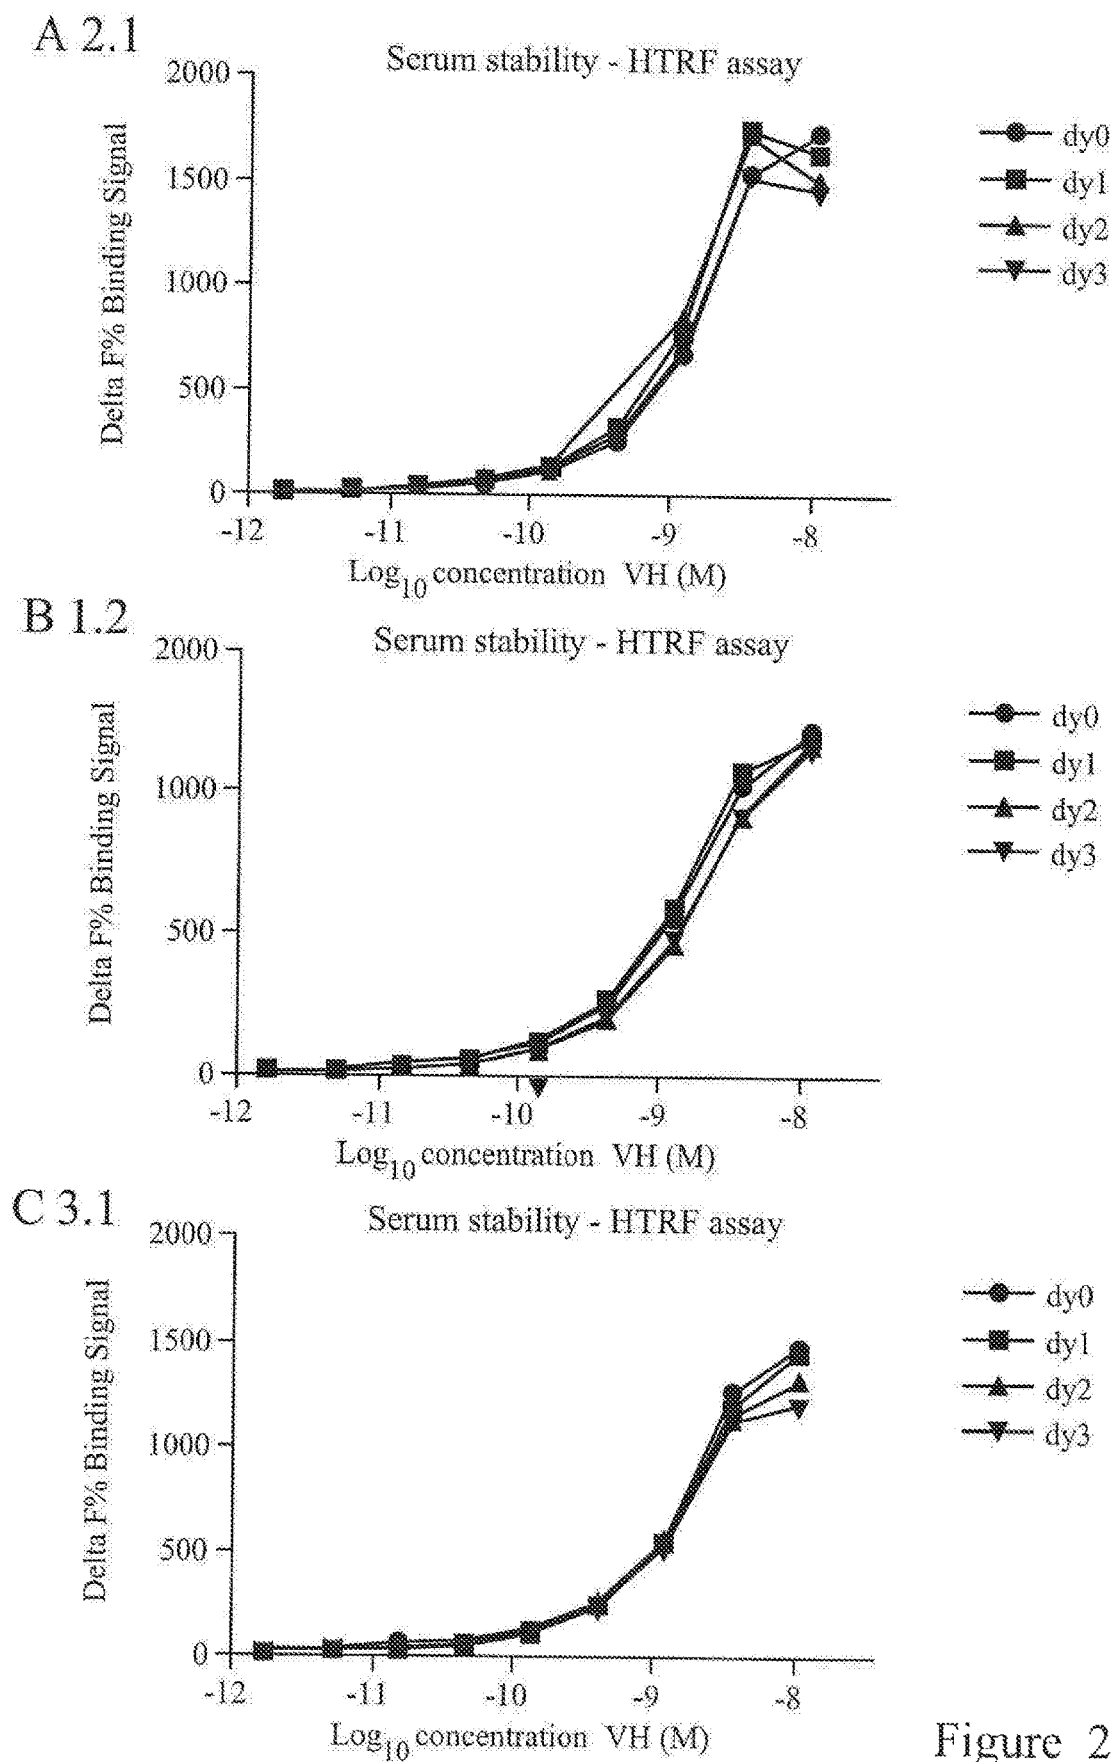 A 2.1
Serum stability - HTRF assay
2000
1500
1000
500
0
Delta F% Binding Signal
-12
-11
-10
-9
-8
Log10 concentration VH (M)
dy0
dy1
dy2
dy3
B 1.2
Serum stability - HTRF assay
2000
1000
500
0
Delta F% Binding Signal
-12
-11
-10
-9
-8
Log10 concentration VH (M)
dy0
dy1
dy2
dy3
C 3.1
Serum stability - HTRF assay
2000
1500
1000
500
0
Delta F% Binding Signal
-12
-11
-10
-9
-8
Log10 concentration VH (M)
dy0
dy1
dy2
dy3
Figure 2